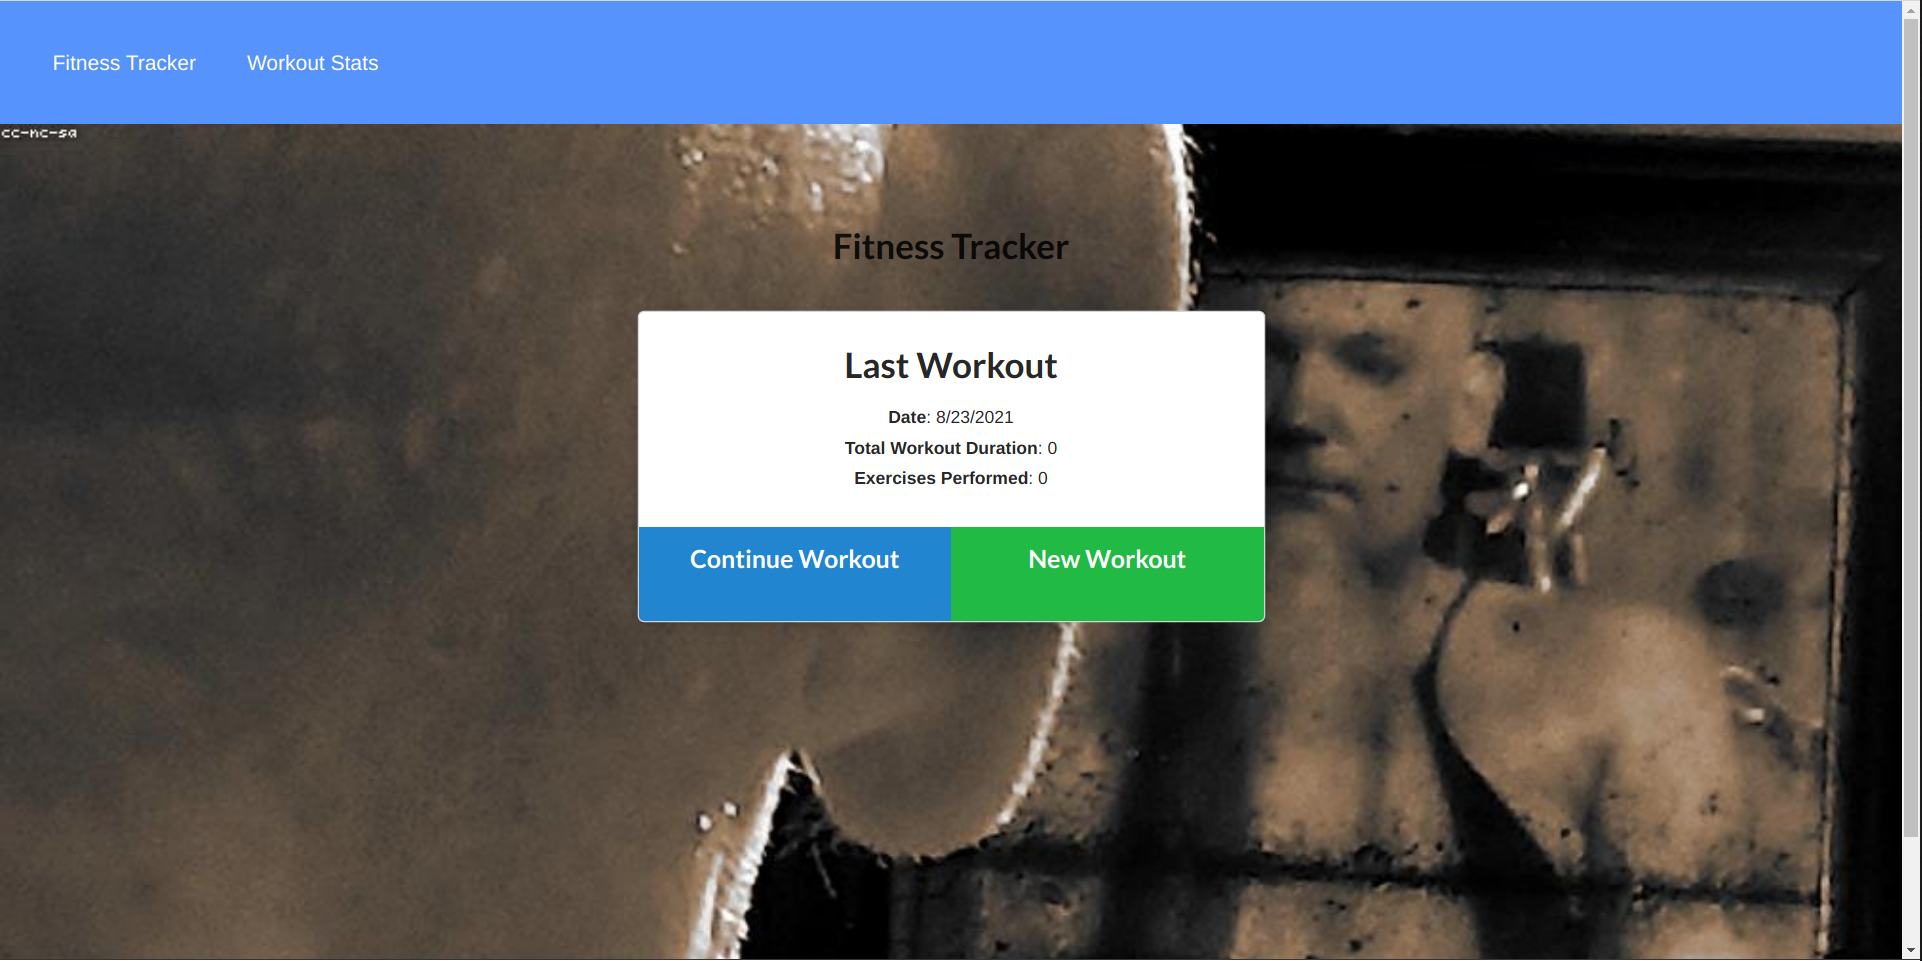 Fitness Tracker Workout Stats
cc-nc-sa
Fitness Tracker
Last Workout
Date: 8/23/2021
Total Workout Duration: 0
Exercises Performed: 0
Continue Workout New Workout